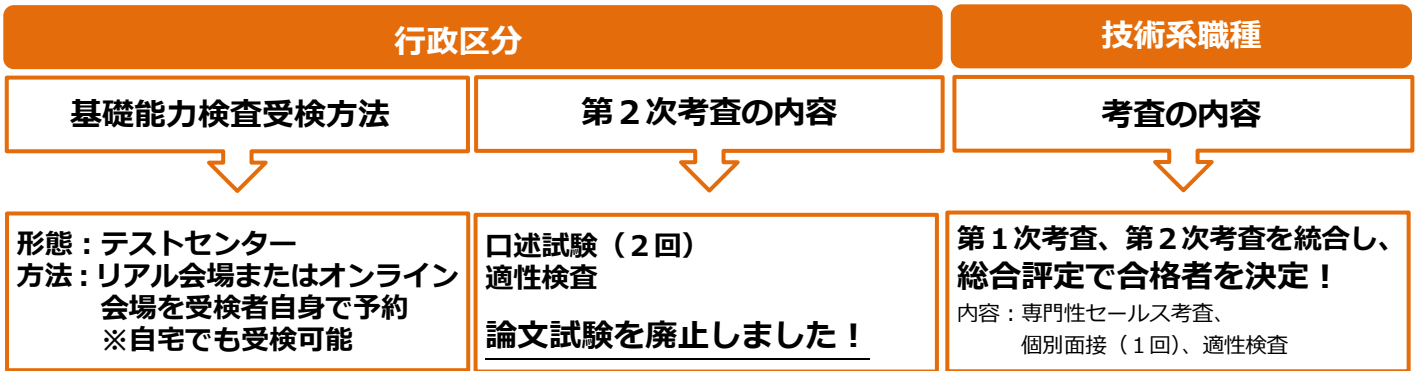 行政区分
技術系職種
基礎能力検査受検方法
第２次考査の内容
考査の内容
形態：テストセンター
方法：リアル会場またはオンライン
会場を受検者自身で予約
※自宅でも受検可能
口述試験（２回）
適性検査
論文試験を廃止しました！
第１次考査、第２次考査を統合し、
総合評定で合格者を決定！
内容：専門性セールス考査、
個別面接（１回）、適性検査